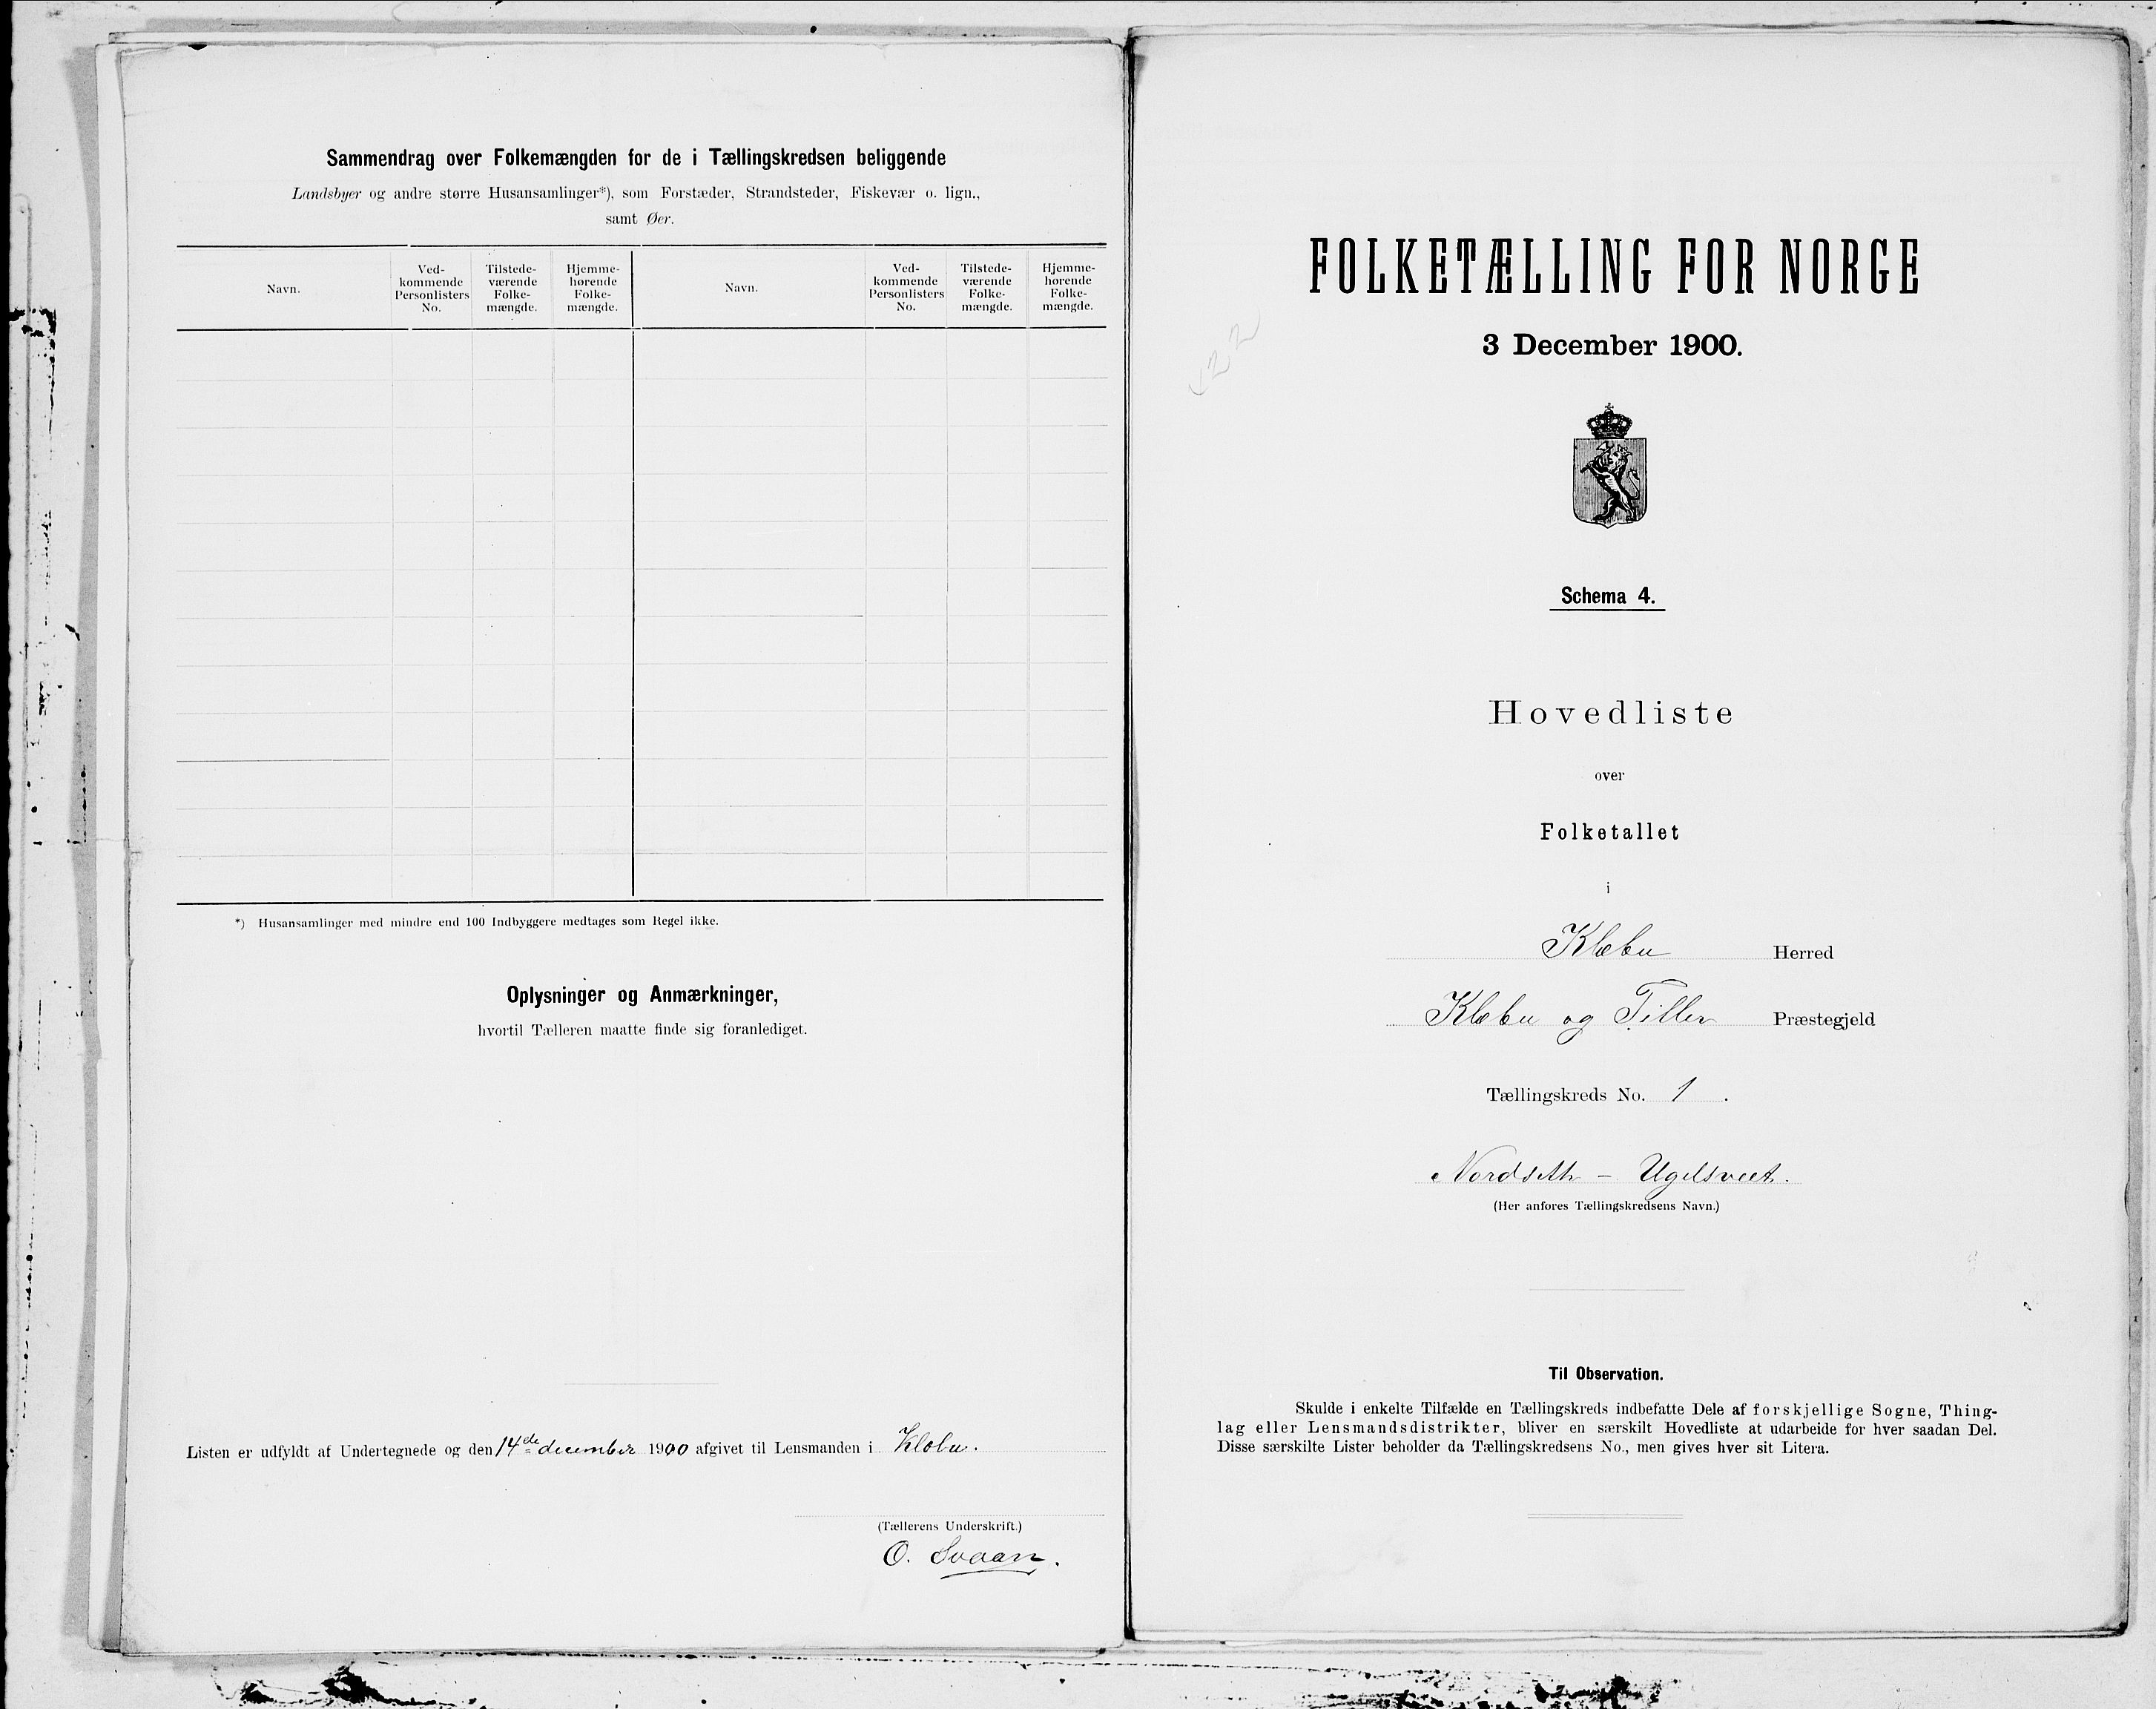 Sammendrag over Folkemængden for de i Tællingskredsen beliggende
Landsbyer og andre større Husansamlinger*), som Forstæder, Strandsteder, Fiskevær o. lign.,
samt Øer.
Navn.
Ved-
kommende
Personlisters
No.
Tilstede-
værende
Folke-
mængde.
Hjemme-
hørende
Folke-
mængde.
Navn.
Ved-
kommende
Personlisters
No.
Tilstede-
værende
Folke-
mængde.
Hjemme-
hørende
Folke-
mængde.
*) Husansamlinger med mindre end 100 Indbyggere medtages som Regel ikke.
Oplysninger og Anmærkninger,
hvortil Tælleren maatte finde sig foranlediget.
Listen er udfyldt af Undertegnede og den 14de december 1900 afgivet til Lensmanden i Klæbu.
(Tællerens Underskrift.)
O. Svaan.
FOLKETÆLLING FOR NORGE
3 December 1900.
Schema 4.
Hovedliste
over
Folketallet
i
Klæbu Herred
Klæbu og Tiller Præstegjeld
Tællingskreds No. 1.
Nordseth - Ugelsveet.
(Her anføres Tællingskredsens Navn.)
Til Observation.
Skulde i enkelte Tilfælde en Tællingskreds indbefatte Dele af forskjellige Sogne, Thing-
lag eller Lensmandsdistrikter, bliver en særskilt Hovedliste at udarbeide for hver saadan Del.
Disse særskilte Lister beholder da Tællingskredsens No., men gives hver sit Litera.